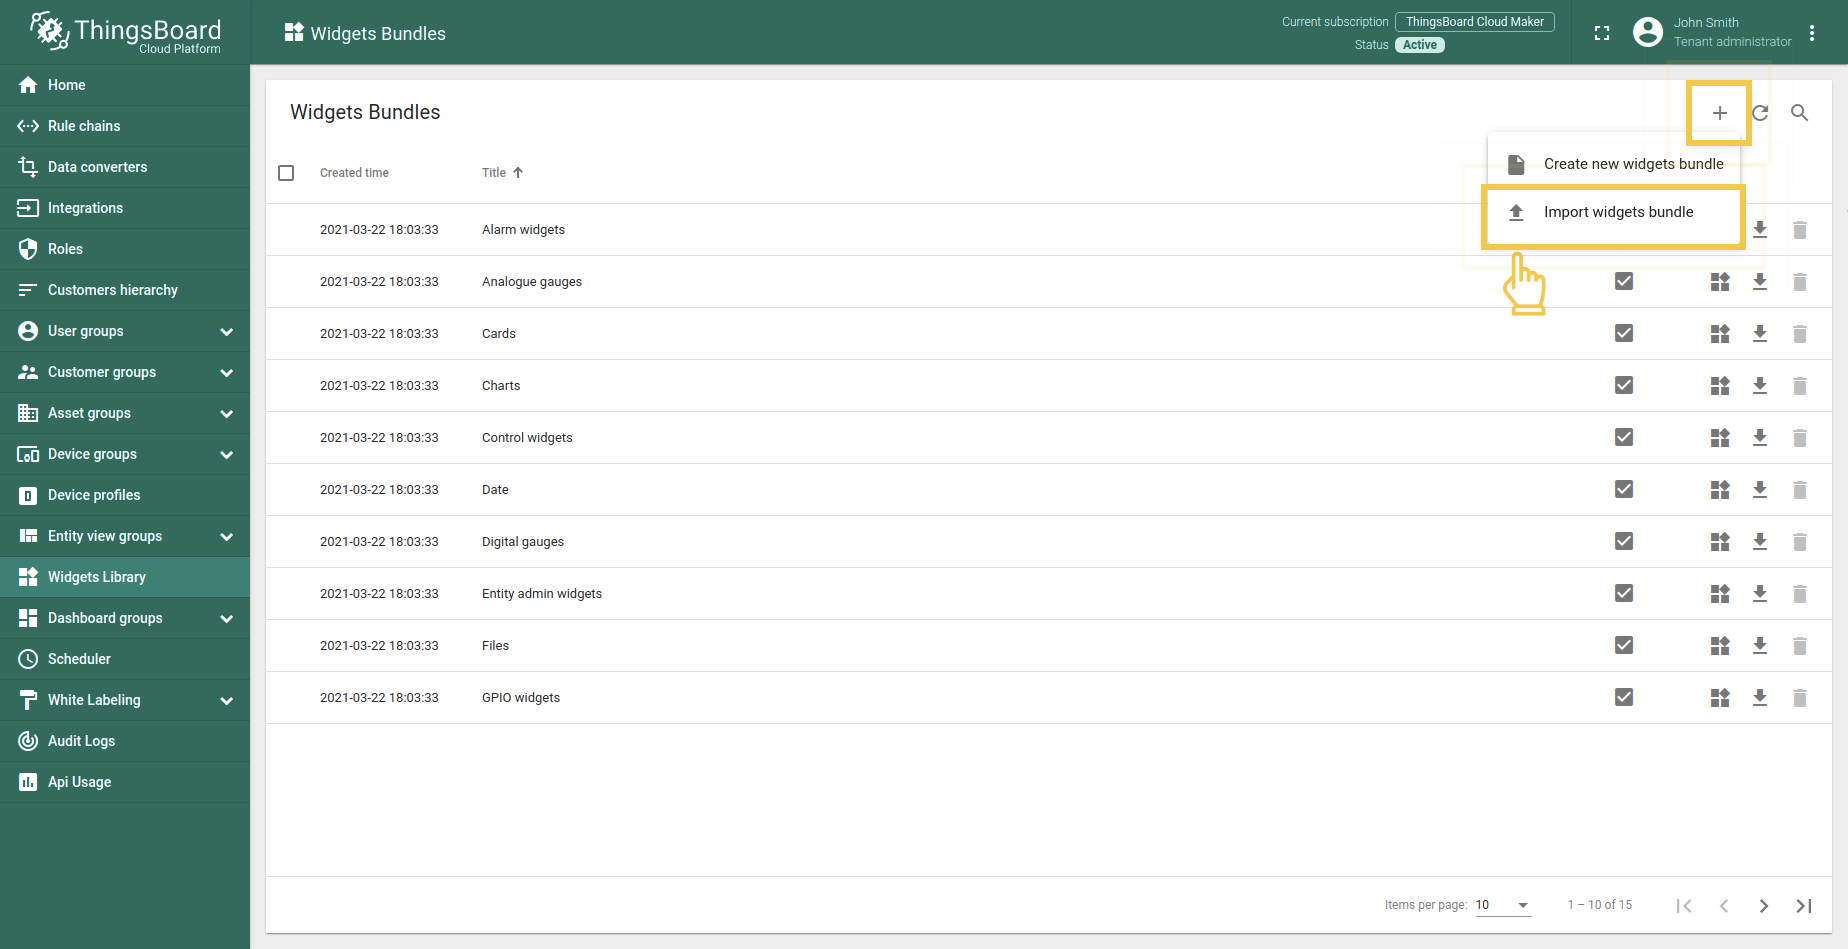 ThingsBoard
Cloud Platform
Widgets Bundles
Current subscription ThingsBoard Cloud Maker
Status Active
John Smith
Tenant administrator
Home
Rule chains
Data converters
Integrations
Roles
Customers hierarchy
User groups
Customer groups
Asset groups
Device groups
Device profiles
Entity view groups
Widgets Library
Dashboard groups
Scheduler
White Labeling
Audit Logs
Api Usage
Widgets Bundles
Create new widgets bundle
Import widgets bundle
Created time Title
2021-03-22 18:03:33 Alarm widgets
2021-03-22 18:03:33 Analogue gauges
2021-03-22 18:03:33 Cards
2021-03-22 18:03:33 Charts
2021-03-22 18:03:33 Control widgets
2021-03-22 18:03:33 Date
2021-03-22 18:03:33 Digital gauges
2021-03-22 18:03:33 Entity admin widgets
2021-03-22 18:03:33 Files
2021-03-22 18:03:33 GPIO widgets
Items per page: 10 1 – 10 of 15